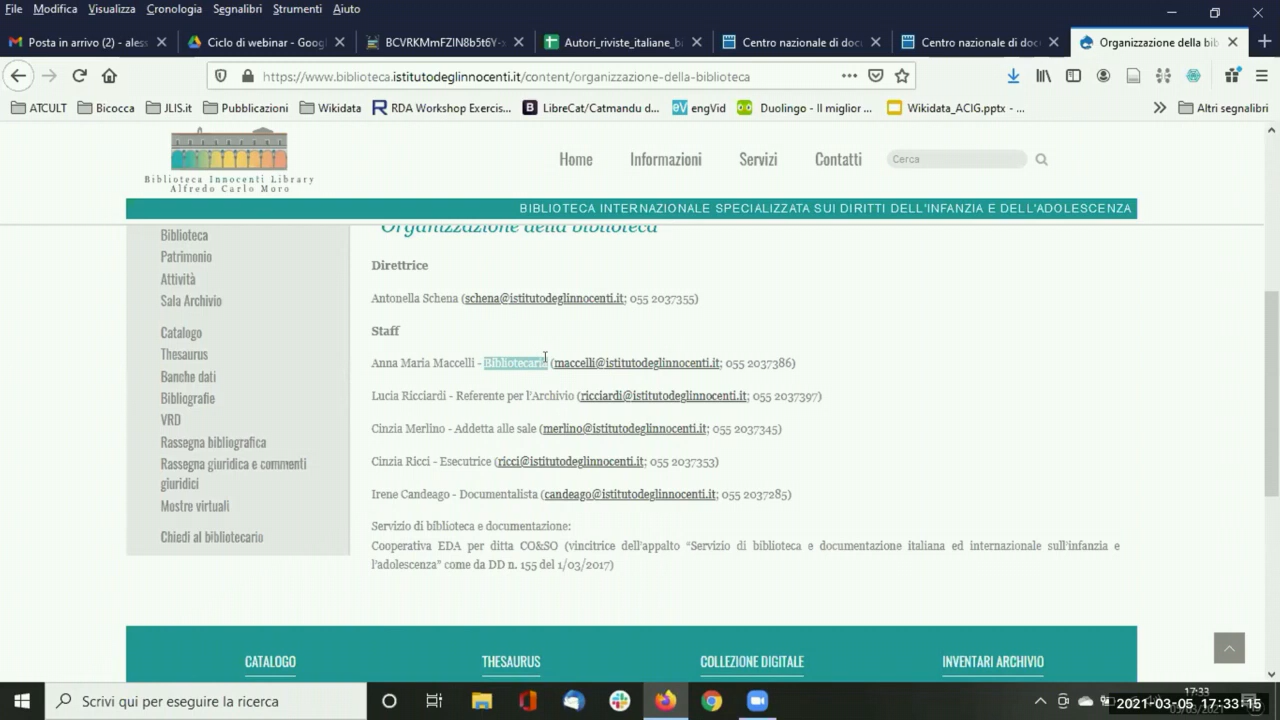 File Modifica Visualizza Cronologia Segnalibri Strumenti Aiuto
Posta in arrivo (2) - aless Ciclo di webinar - Goog BCVRKMmFZIN8b5t6Y-x Autori_riviste_italiane_b Centro nazionale di doc Centro nazionale di doc Organizzazione della bib
https://www.biblioteca.istitutodeglinnocenti.it/content/organizzazione-della-biblioteca
ATCULT Bicocca JLIS.it Pubblicazioni Wikidata RDA Workshop Exercis... LibreCat/Catmandu d... engVid Duolingo - Il miglior ... Wikidata_ACIG.pptx - ... Altri segnalibri
Biblioteca Innocenti Library
Alfredo Carlo Moro
Home Informazioni Servizi Contatti Cerca
BIBLIOTECA INTERNAZIONALE SPECIALIZZATA SUI DIRITTI DELL'INFANZIA E DELL'ADOLESCENZA
Biblioteca
Patrimonio
Attività
Sala Archivio
Catalogo
Thesaurus
Banche dati
Bibliografie
VRD
Rassegna bibliografica
Rassegna giuridica e commenti
giuridici
Mostre virtuali
Chiedi al bibliotecario
Organizzazione della biblioteca
Direttrice
Antonella Schena (schena@istitutodeglinnocenti.it; 055 2037355)
Staff
Anna Maria Maccelli - Bibliotecaria (maccelli@istitutodeglinnocenti.it; 055 2037386)
Lucia Ricciardi - Referente per l'Archivio (ricciardi@istitutodeglinnocenti.it; 055 2037397)
Cinzia Merlino - Addetta alle sale (merlino@istitutodeglinnocenti.it; 055 2037345)
Cinzia Ricci - Esecutrice (ricci@istitutodeglinnocenti.it; 055 2037353)
Irene Candeago - Documentalista (candeago@istitutodeglinnocenti.it; 055 2037285)
Servizio di biblioteca e documentazione:
Cooperativa EDA per ditta CO&SO (vincitrice dell'appalto “Servizio di biblioteca e documentazione italiana ed internazionale sull'infanzia e
l'adolescenza” come da DD n. 155 del 1/03/2017)
CATALOGO THESAURUS COLLEZIONE DIGITALE INVENTARI ARCHIVIO
Scrivi qui per eseguire la ricerca
17:33
2021-03-05 17:33:15